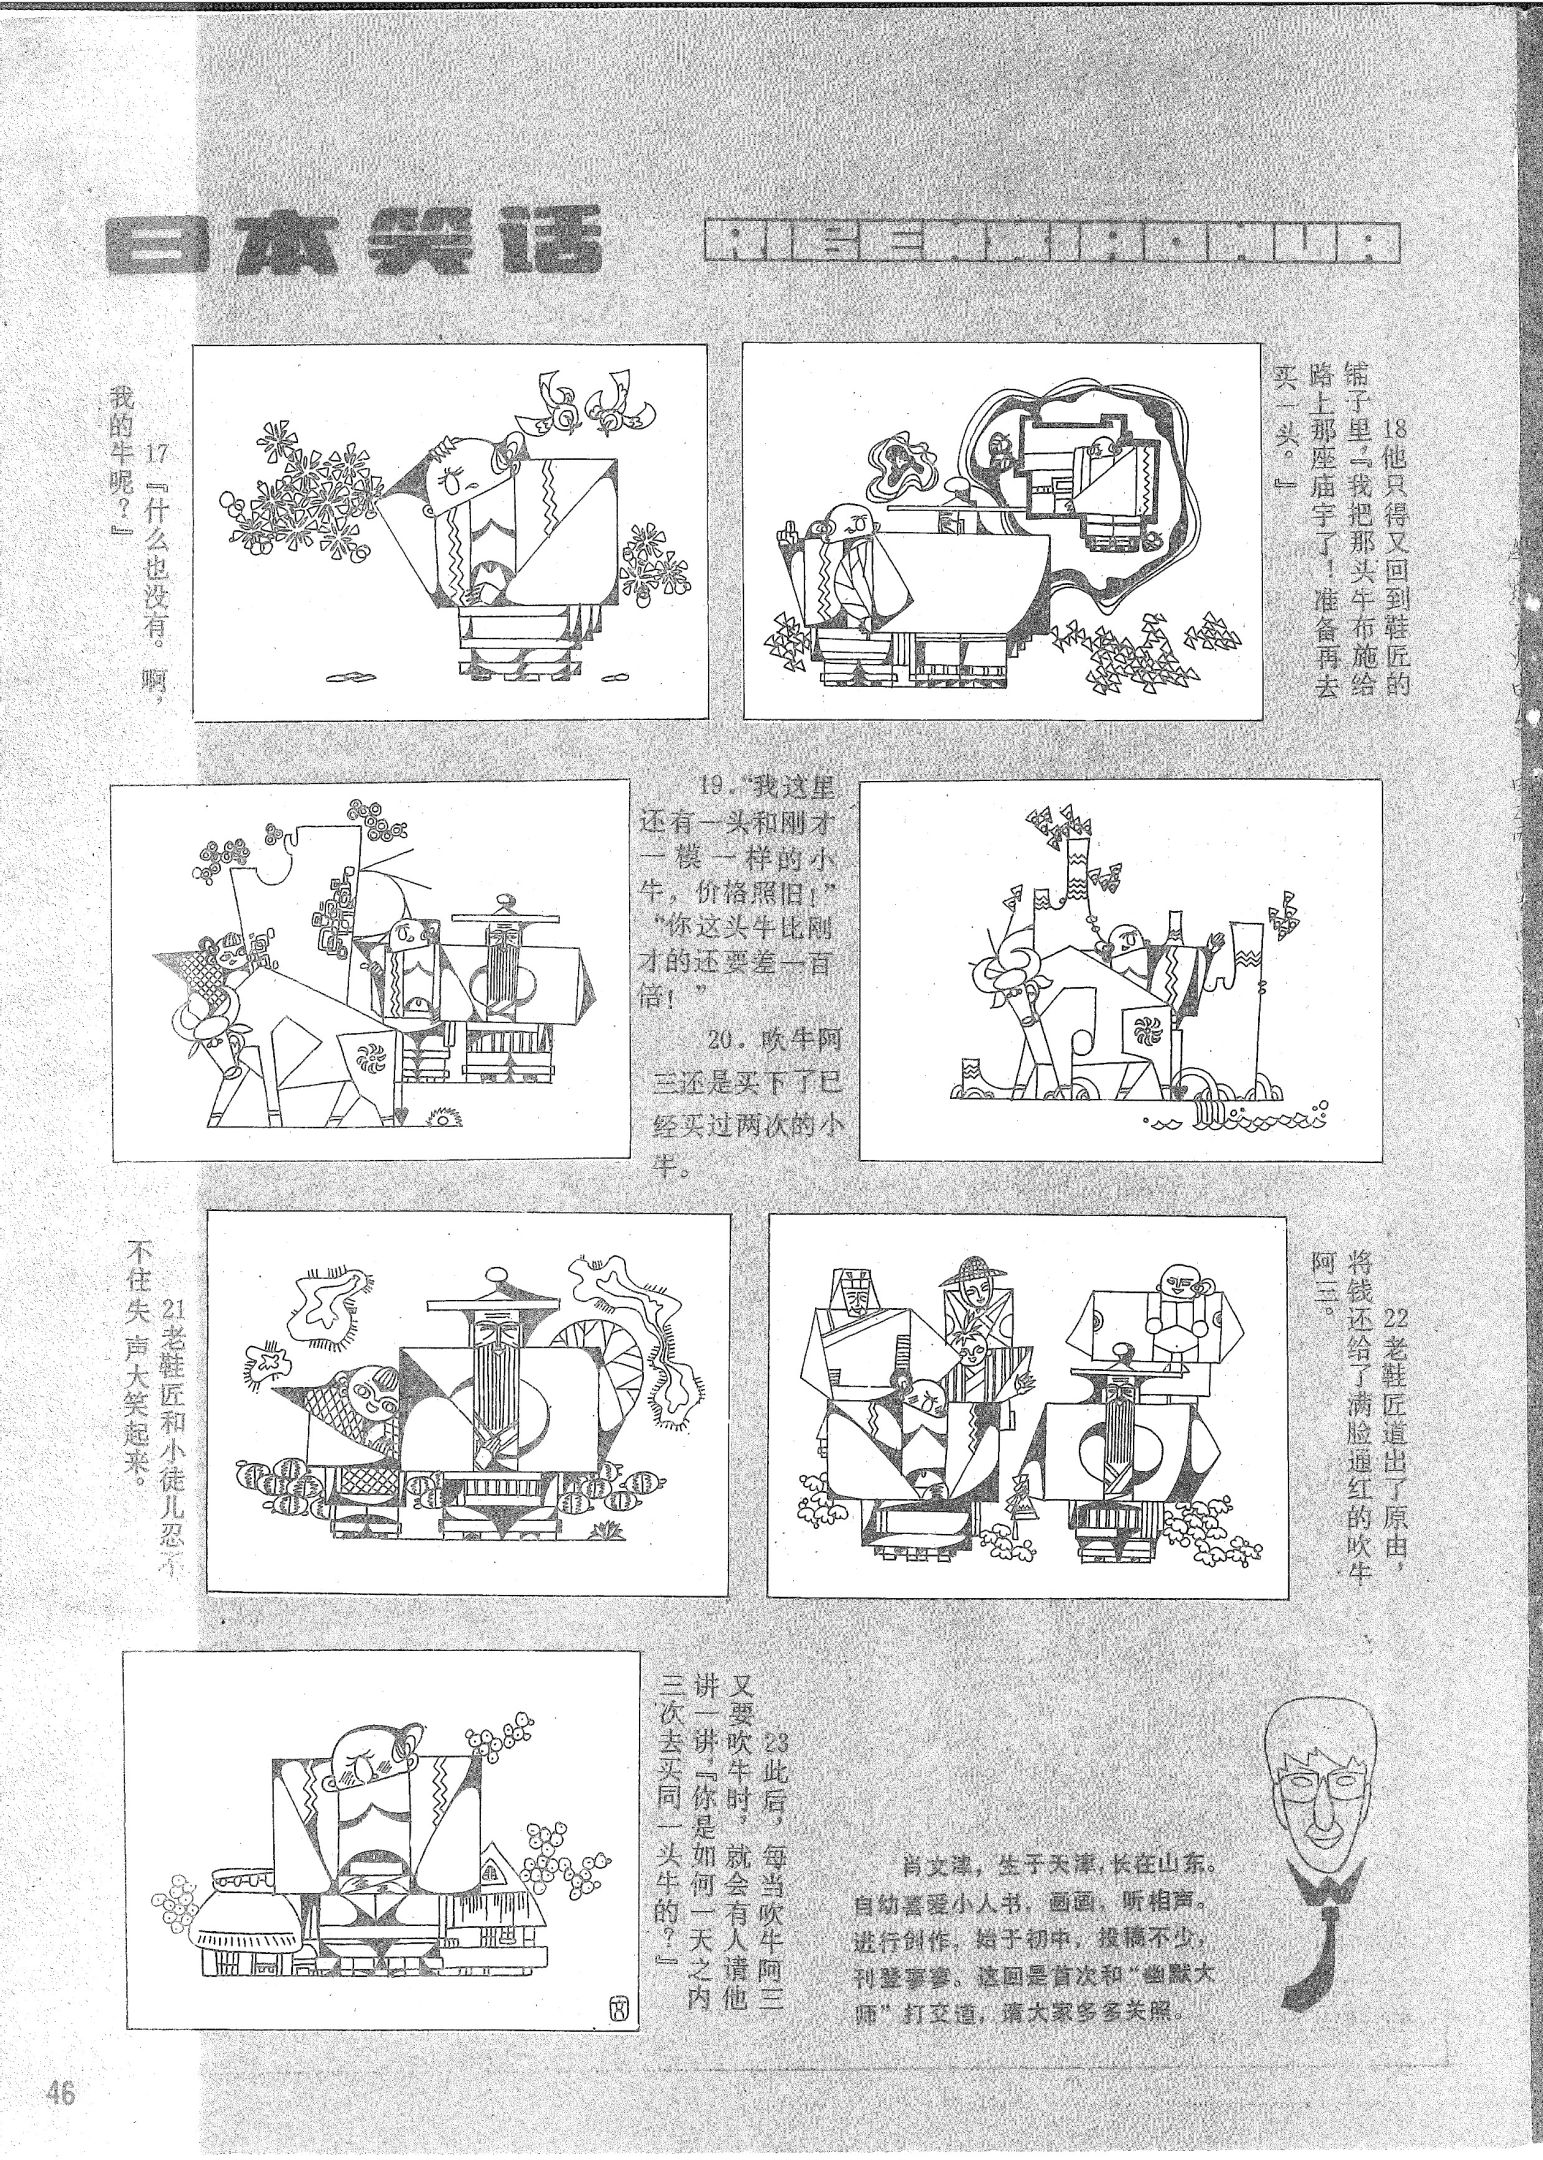 日本笑话
RIBENXIAOHUA
17『什么也没有。啊，
我的牛呢？』
18他只得又回到鞋匠的
铺子里，『我把那头牛布施给
路上那座庙宇了！准备再去
买一头。』
19.“我这里
还有一头和刚才
一模一样的小
牛，价格照旧！”
“你这头牛比刚
才的还要差一百
倍！”
20．吹牛阿
三还是买下了已
经买过两次的小
牛。
21老鞋匠和小徒儿忍不
住失声大笑起来。
22老鞋匠道出了原由，
将钱还给了满脸通红的吹牛
阿三。
23此后，每当吹牛阿三
又要吹牛时，就会有人请他
讲一讲，『你是如何一天之内
三次去买同一头牛的？』
肖文津，生于天津，长在山东。
自幼喜爱小人书，画画，听相声。
进行创作，始于初中，投稿不少，
刊登寥寥。这回是首次和“幽默大
师”打交道，请大家多多关照。
文
46